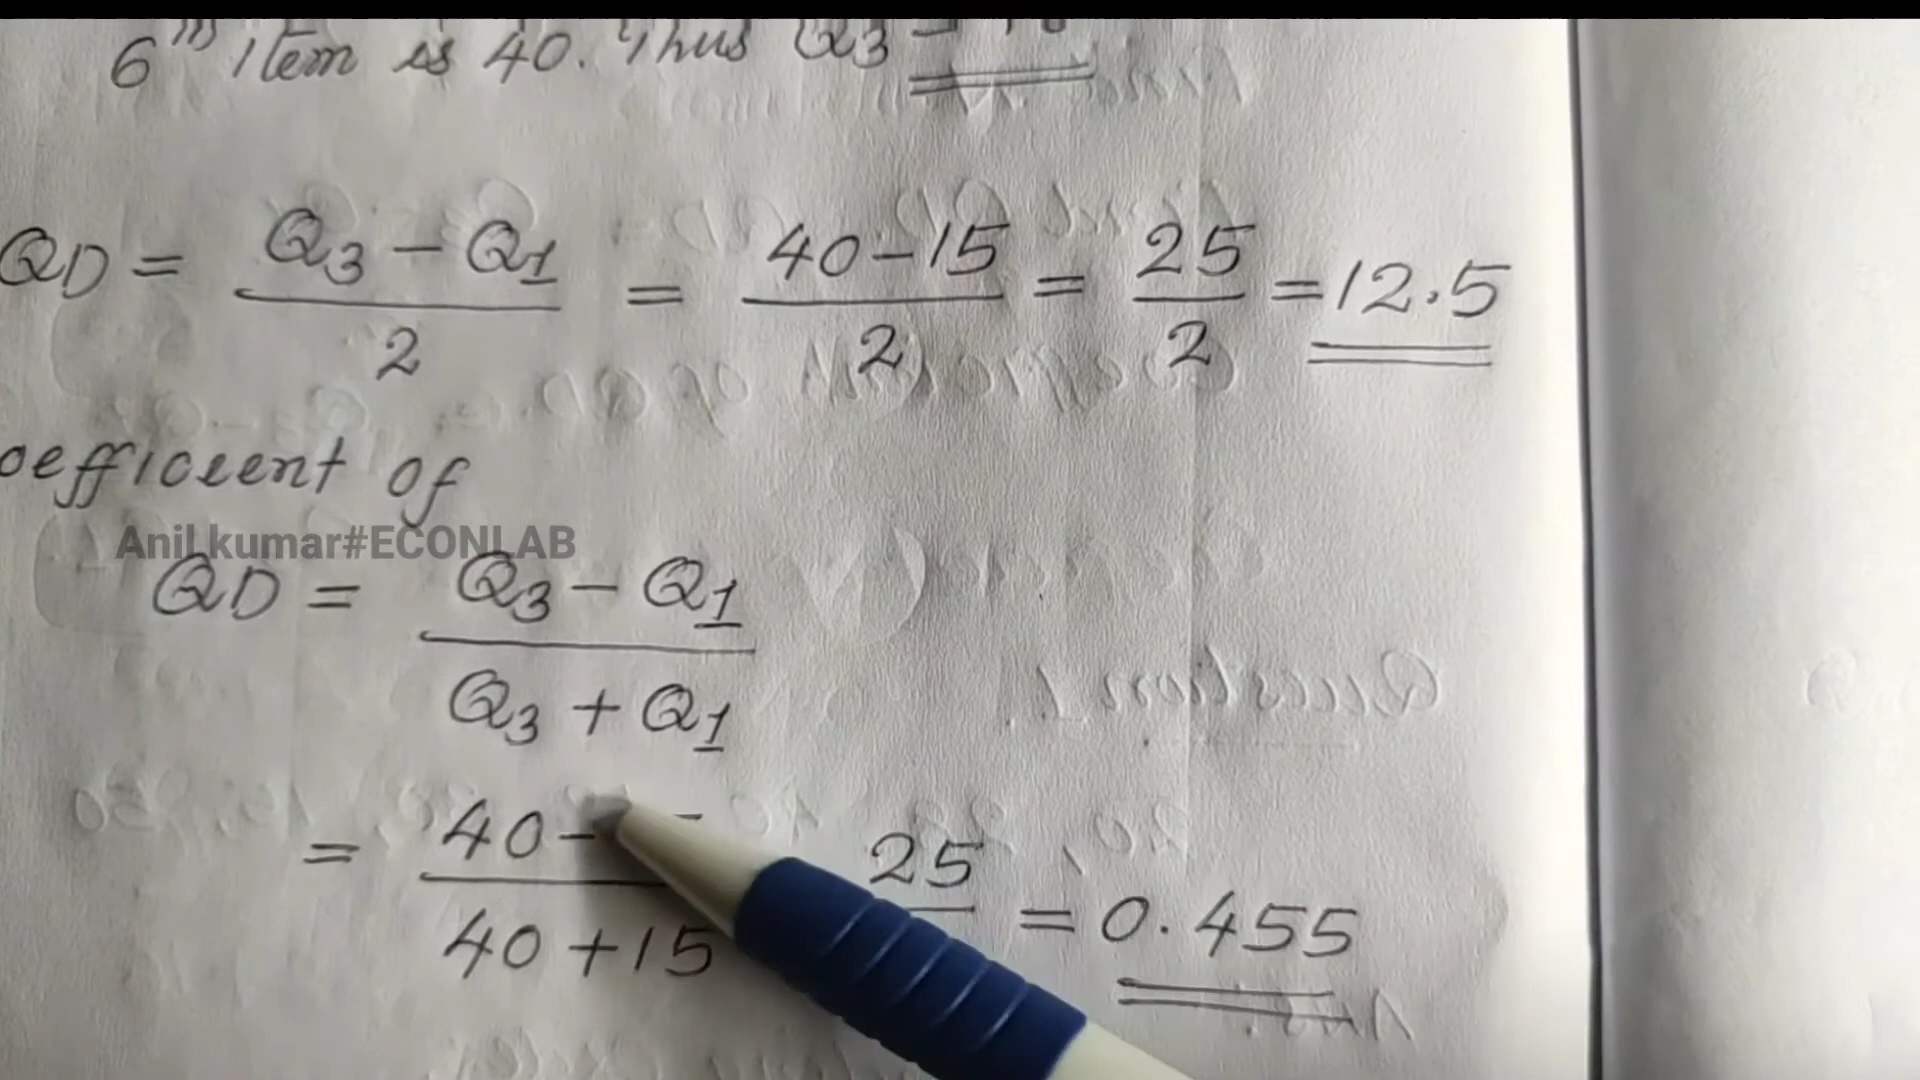 6th item is 40. Thus Q3 = 40
QD = Q3 - Q1 / 2 = 40 - 15 / 2 = 25 / 2 = 12.5
oefficient of
Anil kumar#ECONLAB
QD = Q3 - Q1 / Q3 + Q1
= 40 - / 40 + 15 25 = 0.455